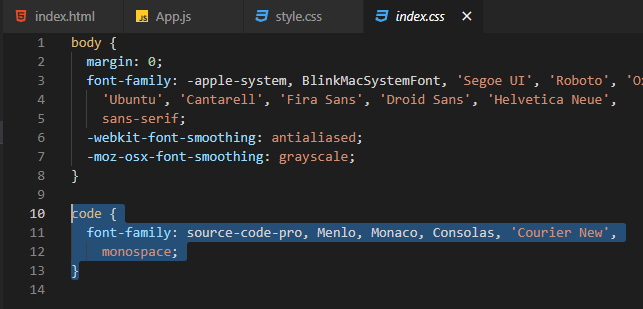 index.html App.js style.css index.css
1 body {
2 margin: 0;
3 font-family: -apple-system, BlinkMacSystemFont, 'Segoe UI', 'Roboto', 'O
4 'Ubuntu', 'Cantarell', 'Fira Sans', 'Droid Sans', 'Helvetica Neue',
5 sans-serif;
6 -webkit-font-smoothing: antialiased;
7 -moz-osx-font-smoothing: grayscale;
8 }
9
10 code {
11 font-family: source-code-pro, Menlo, Monaco, Consolas, 'Courier New',
12 monospace;
13 }
14